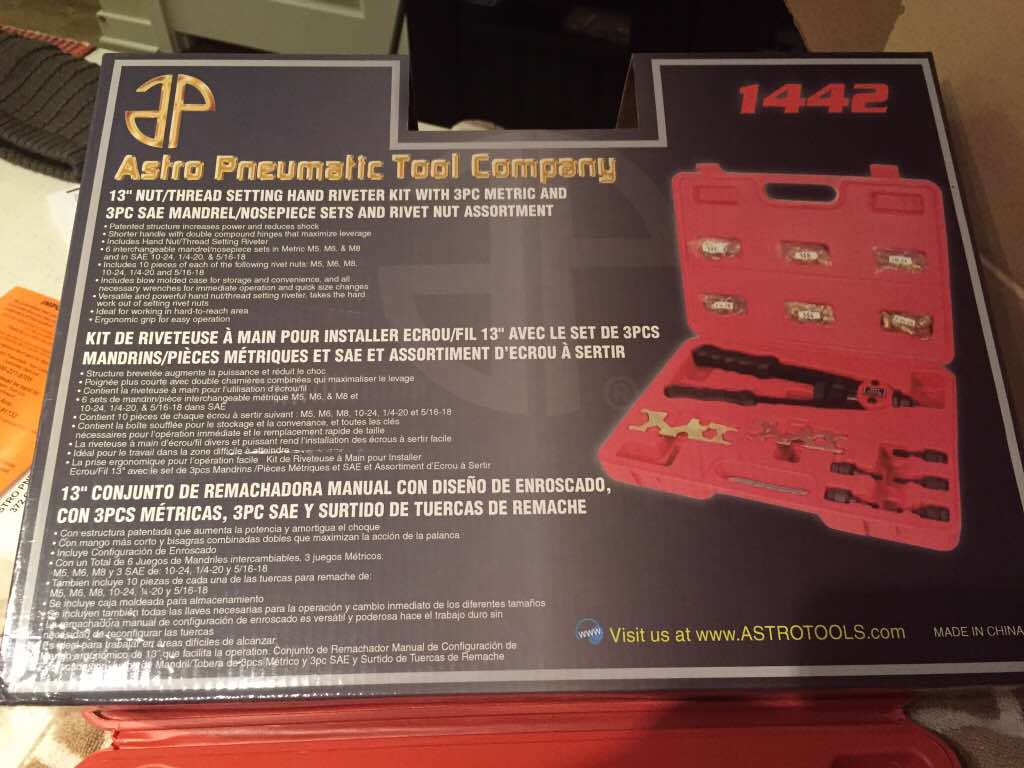 AP
1442
Astro Pneumatic Tool Company
13" NUT/THREAD SETTING HAND RIVETER KIT WITH 3PC METRIC AND
3PC SAE MANDREL/NOSEPIECE SETS AND RIVET NUT ASSORTMENT
• Patented structure increases power and reduces shock
• Shorter handle with double compound hinges that maximize leverage
• Includes Hand Nut/Thread Setting Riveter
• 6 interchangeable mandrel/nosepiece sets in Metric M5, M6, & M8
and in SAE 10-24, 1/4-20, & 5/16-18
• Includes 10 pieces of each of the following rivet nuts: M5, M6, M8,
10-24, 1/4-20 and 5/16-18
• Includes blow molded case for storage and convenience, and all
necessary wrenches for immediate operation and quick size changes
• Versatile and powerful hand nut/thread setting riveter, takes the hard
work out of setting rivet nuts
• Ideal for working in hard-to-reach area
• Ergonomic grip for easy operation
KIT DE RIVETEUSE À MAIN POUR INSTALLER ECROU/FIL 13" AVEC LE SET DE 3PCS
MANDRINS/PIÈCES MÉTRIQUES ET SAE ET ASSORTIMENT D'ECROU À SERTIR
• Structure brevetée augmente la puissance et réduit le choc
• Poignée plus courte avec double charnières combinées qui maximaliser le levage
• Contient la riveteuse à main pour l'utilisation d'écrou/fil
• 6 sets de mandrin/pièce interchangeable métrique M5, M6, & M8 et
10-24, 1/4-20, & 5/16-18 dans SAE
• Contient 10 pièces de chaque écrou à sertir suivant : M5, M6, M8, 10-24, 1/4-20 et 5/16-18
• Contient la boîte soufflée pour le stockage et la convenance, et toutes les clés
nécessaires pour l'opération immédiate et le remplacement rapide de taille
• La riveteuse à main d'écrou/fil divers et puissant rend l'installation des écrous à sertir facile
• Idéal pour le travail dans la zone difficile à atteindre
• La prise ergonomique pour l'opération facile Kit de Riveteuse à Main pour Installer
Ecrou/Fil 13" avec le set de 3pcs Mandrins /Pièces Métriques et SAE et Assortiment d'Ecrou à Sertir
13" CONJUNTO DE REMACHADORA MANUAL CON DISEÑO DE ENROSCADO,
CON 3PCS MÉTRICAS, 3PC SAE Y SURTIDO DE TUERCAS DE REMACHE
• Con estructura patentada que aumenta la potencia y amortigua el choque
• Con mango más corto y bisagras combinadas dobles que maximizan la acción de la palanca
• Incluye Configuración de Enroscado
• Con un Total de 6 Juegos de Mandriles intercambiables, 3 juegos Métricos:
M5, M6, M8 y 3 SAE de: 10-24, 1/4-20 y 5/16-18
• También incluye 10 piezas de cada una de las tuercas para remache de:
M5, M6, M8, 10-24, ¼-20 y 5/16-18
• Se incluye caja moldeada para almacenamiento
• Se incluyen también todas las llaves necesarias para la operación y cambio inmediato de los diferentes tamaños
remachadora manual de configuración de enroscado es versátil y poderosa hace el trabajo duro sin
necesidad de reconfigurar las tuercas
Es ideal para trabajar en áreas difíciles de alcanzar
ergonómico de 13" que facilita la operación. Conjunto de Remachador Manual de Configuración de
de Mandril/Tobera de 3pcs Métrico y 3pc SAE y Surtido de Tuercas de Remache
www Visit us at www.ASTROTOOLS.com
MADE IN CHINA